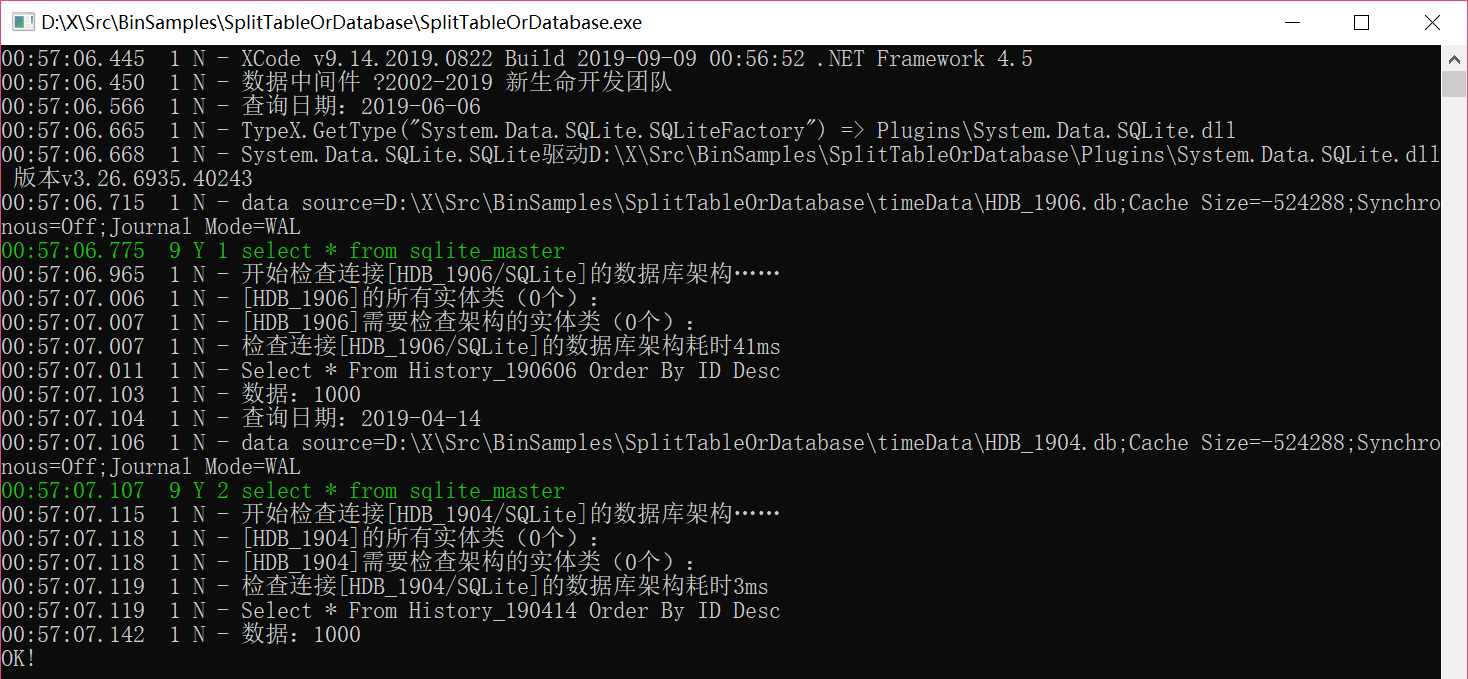 D:\X\Src\BinSamples\SplitTableOrDatabase\SplitTableOrDatabase.exe
00:57:06.445  1 N - XCode v9.14.2019.0822 Build 2019-09-09 00:56:52 .NET Framework 4.5
00:57:06.450  1 N - 数据中间件 ?2002-2019 新生命开发团队
00:57:06.566  1 N - 查询日期：2019-06-06
00:57:06.665  1 N - TypeX.GetType("System.Data.SQLite.SQLiteFactory") => Plugins\System.Data.SQLite.dll
00:57:06.668  1 N - System.Data.SQLite.SQLite驱动D:\X\Src\BinSamples\SplitTableOrDatabase\Plugins\System.Data.SQLite.dll
版本v3.26.6935.40243
00:57:06.715  1 N - data source=D:\X\Src\BinSamples\SplitTableOrDatabase\timeData\HDB_1906.db;Cache Size=-524288;Synchro
nous=Off;Journal Mode=WAL
00:57:06.775  9 Y 1 select * from sqlite_master
00:57:06.965  1 N - 开始检查连接[HDB_1906/SQLite]的数据库架构……
00:57:07.006  1 N - [HDB_1906]的所有实体类（0个）：
00:57:07.007  1 N - [HDB_1906]需要检查架构的实体类（0个）：
00:57:07.007  1 N - 检查连接[HDB_1906/SQLite]的数据库架构耗时41ms
00:57:07.011  1 N - Select * From History_190606 Order By ID Desc
00:57:07.103  1 N - 数据：1000
00:57:07.104  1 N - 查询日期：2019-04-14
00:57:07.106  1 N - data source=D:\X\Src\BinSamples\SplitTableOrDatabase\timeData\HDB_1904.db;Cache Size=-524288;Synchro
nous=Off;Journal Mode=WAL
00:57:07.107  9 Y 2 select * from sqlite_master
00:57:07.115  1 N - 开始检查连接[HDB_1904/SQLite]的数据库架构……
00:57:07.118  1 N - [HDB_1904]的所有实体类（0个）：
00:57:07.118  1 N - [HDB_1904]需要检查架构的实体类（0个）：
00:57:07.119  1 N - 检查连接[HDB_1904/SQLite]的数据库架构耗时3ms
00:57:07.119  1 N - Select * From History_190414 Order By ID Desc
00:57:07.142  1 N - 数据：1000
OK!